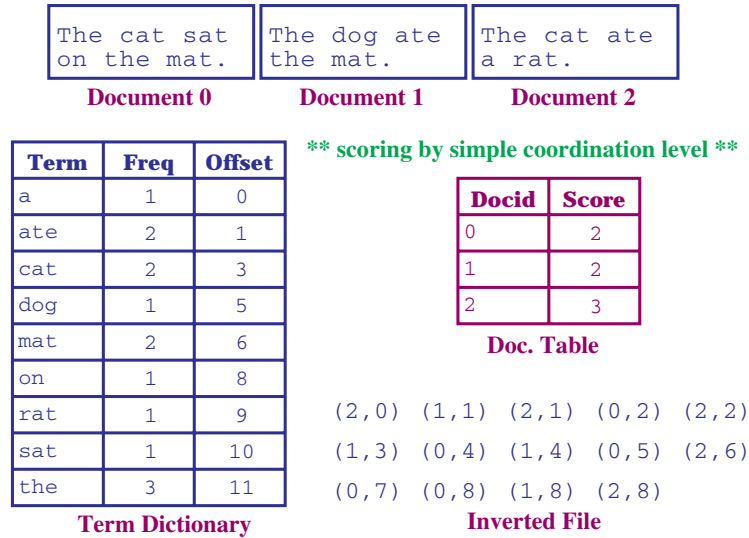 The cat sat
on the mat.
The dog ate
the mat.
The cat ate
a rat.
Document 0 Document 1 Document 2
** scoring by simple coordination level **
Term Freq Offset
a 1 0
ate 2 1
cat 2 3
dog 1 5
mat 2 6
on 1 8
rat 1 9
sat 1 10
the 3 11
Term Dictionary
Docid Score
0 2
1 2
2 3
Doc. Table
(2,0) (1,1) (2,1) (0,2) (2,2)
(1,3) (0,4) (1,4) (0,5) (2,6)
(0,7) (0,8) (1,8) (2,8)
Inverted File